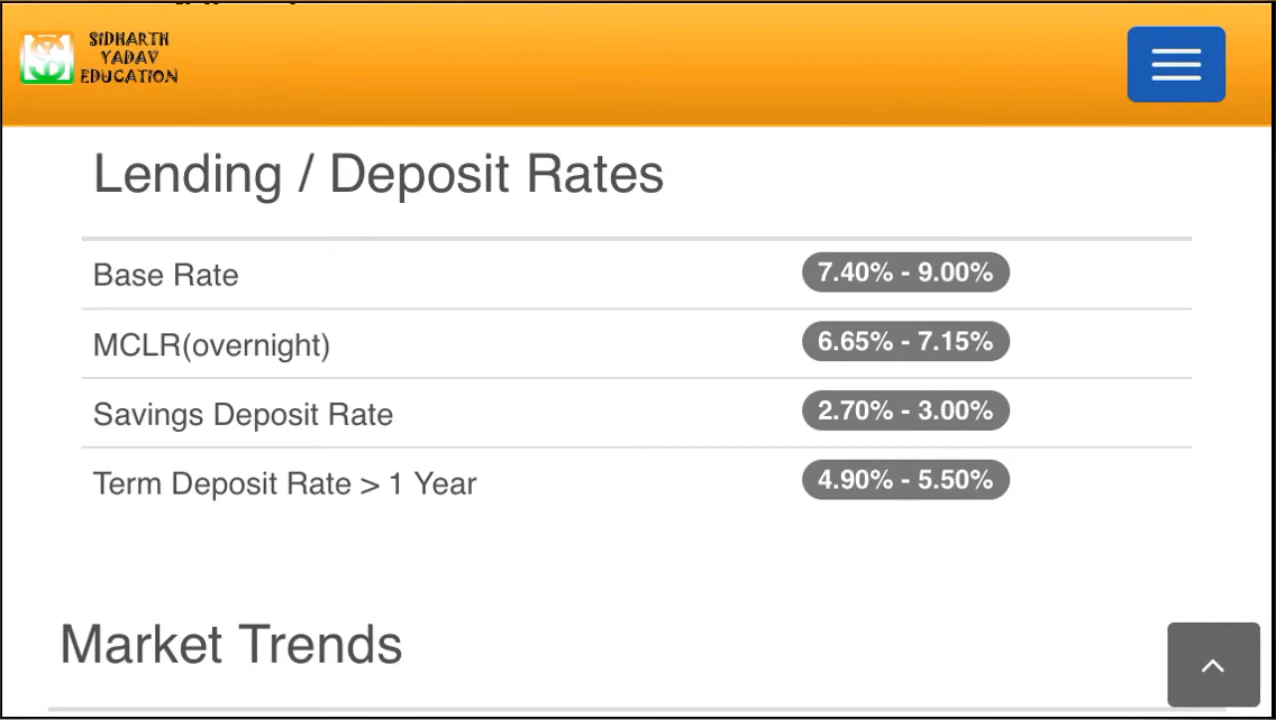 SIDHARTH
YADAV
EDUCATION
Lending / Deposit Rates
Base Rate 7.40% - 9.00%
MCLR(overnight) 6.65% - 7.15%
Savings Deposit Rate 2.70% - 3.00%
Term Deposit Rate > 1 Year 4.90% - 5.50%
Market Trends